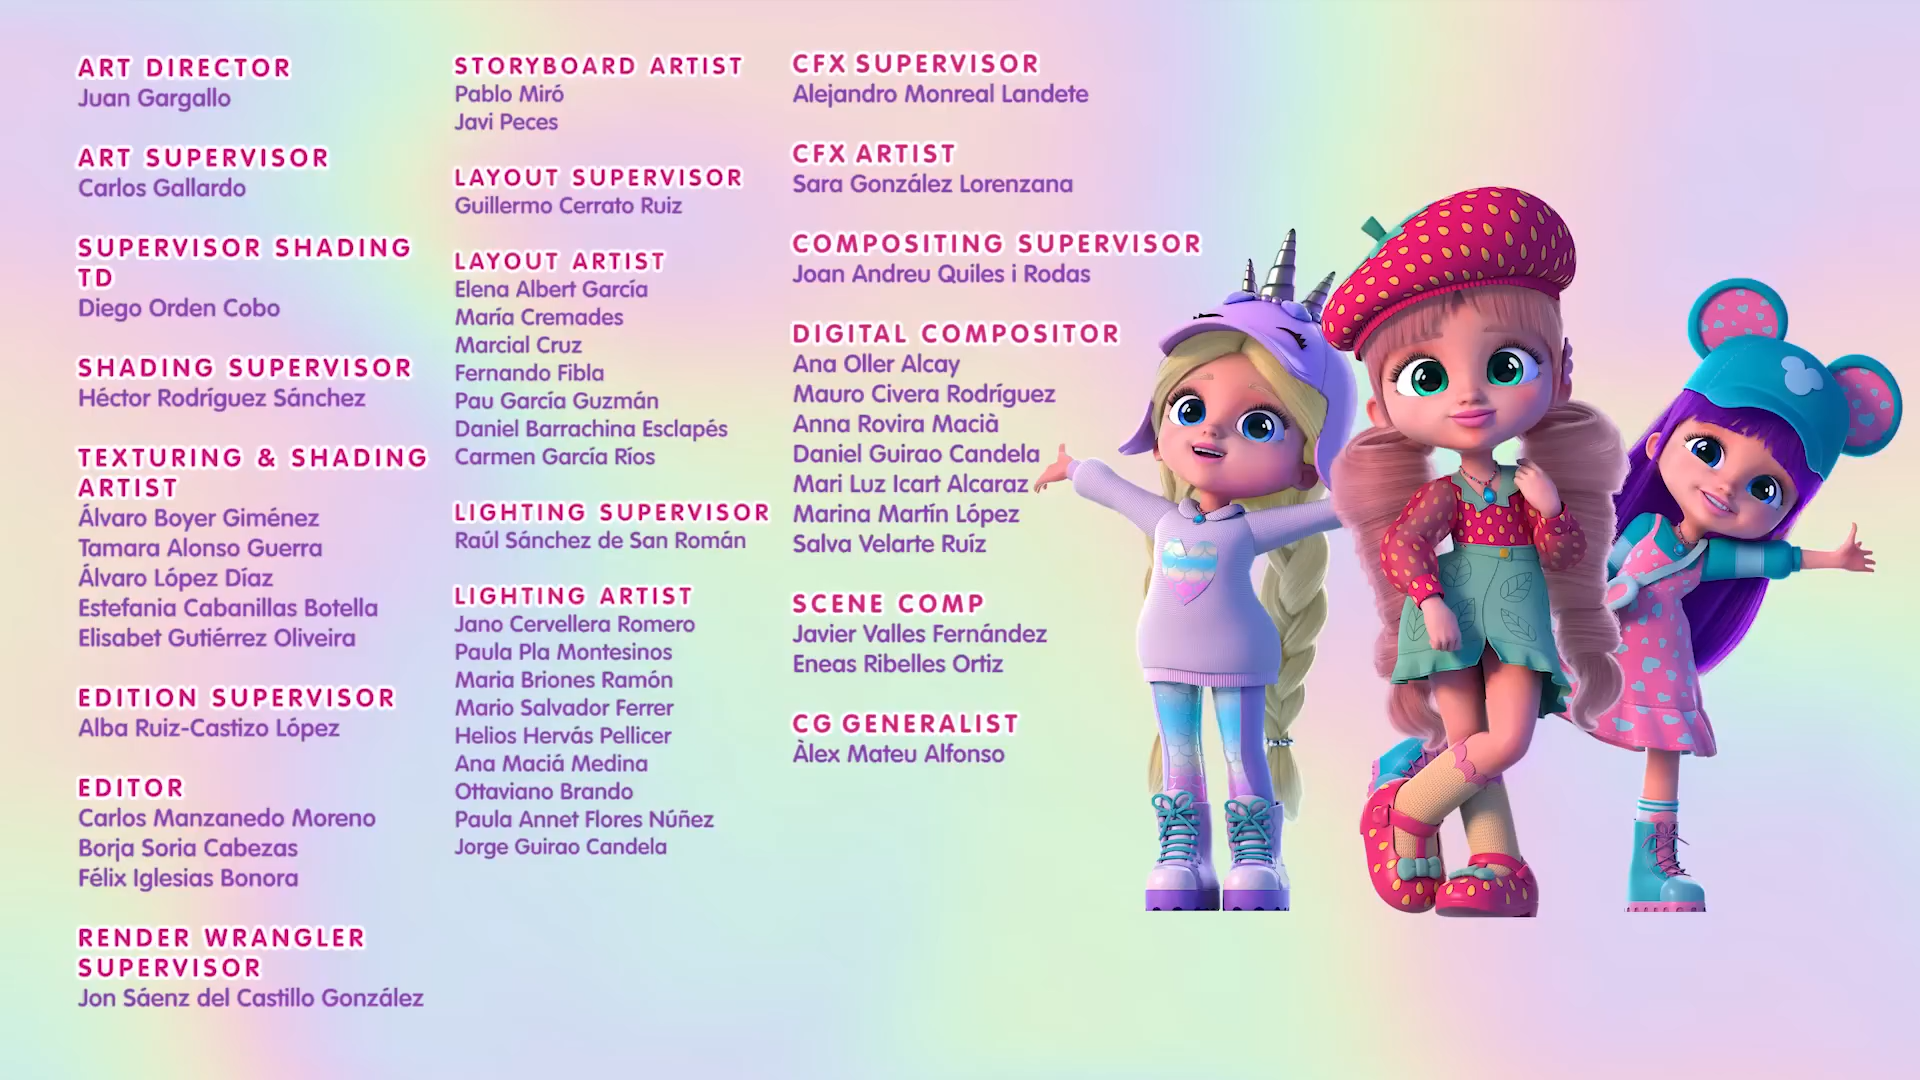 ART DIRECTOR
Juan Gargallo
ART SUPERVISOR
Carlos Gallardo
SUPERVISOR SHADING
TD
Diego Orden Cobo
SHADING SUPERVISOR
Héctor Rodríguez Sánchez
TEXTURING & SHADING
ARTIST
Álvaro Boyer Giménez
Tamara Alonso Guerra
Álvaro López Díaz
Estefania Cabanillas Botella
Elisabet Gutiérrez Oliveira
EDITION SUPERVISOR
Alba Ruiz-Castizo López
EDITOR
Carlos Manzanedo Moreno
Borja Soria Cabezas
Félix Iglesias Bonora
RENDER WRANGLER
SUPERVISOR
Jon Sáenz del Castillo González
STORYBOARD ARTIST
Pablo Miró
Javi Peces
LAYOUT SUPERVISOR
Guillermo Cerrato Ruiz
LAYOUT ARTIST
Elena Albert García
María Cremades
Marcial Cruz
Fernando Fibla
Pau García Guzmán
Daniel Barrachina Esclapés
Carmen García Ríos
LIGHTING SUPERVISOR
Raúl Sánchez de San Román
LIGHTING ARTIST
Jano Cervellera Romero
Paula Pla Montesinos
Maria Briones Ramón
Mario Salvador Ferrer
Helios Hervás Pellicer
Ana Maciá Medina
Ottaviano Brando
Paula Annet Flores Núñez
Jorge Guirao Candela
CFX SUPERVISOR
Alejandro Monreal Landete
CFX ARTIST
Sara González Lorenzana
COMPOSITING SUPERVISOR
Joan Andreu Quiles i Rodas
DIGITAL COMPOSITOR
Ana Oller Alcay
Mauro Civera Rodríguez
Anna Rovira Macià
Daniel Guirao Candela
Mari Luz Icart Alcaraz
Marina Martín López
Salva Velarte Ruíz
SCENE COMP
Javier Valles Fernández
Eneas Ribelles Ortiz
CG GENERALIST
Àlex Mateu Alfonso